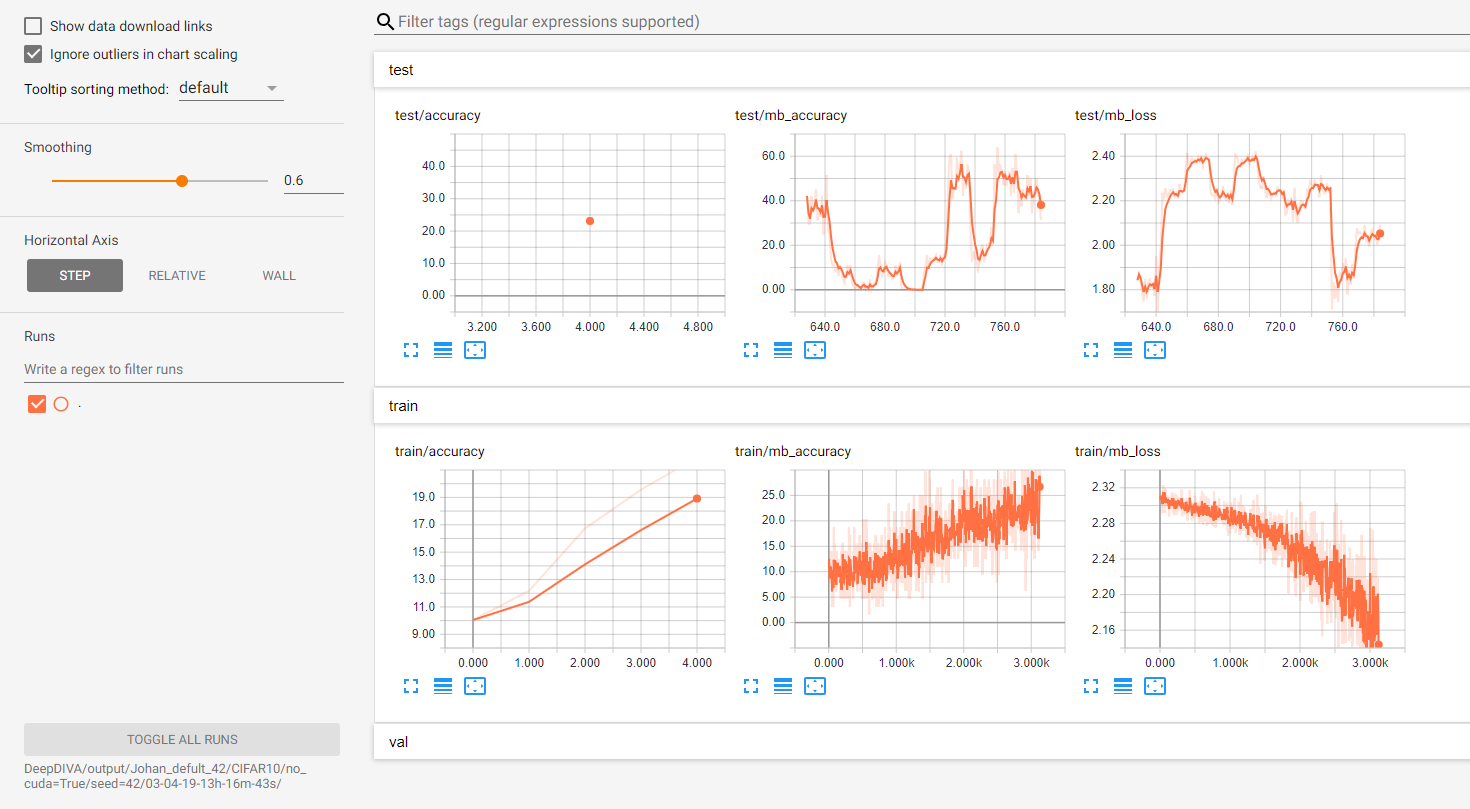 Show data download links
Ignore outliers in chart scaling
Tooltip sorting method: default
Smoothing
0.6
Horizontal Axis
STEP RELATIVE WALL
Runs
Write a regex to filter runs
.
TOGGLE ALL RUNS
DeepDIVA/output/Johan_defult_42/CIFAR10/no_
cuda=True/seed=42/03-04-19-13h-16m-43s/
Filter tags (regular expressions supported)
test
test/accuracy
40.0
30.0
20.0
10.0
0.00
3.200 3.600 4.000 4.400 4.800
test/mb_accuracy
60.0
40.0
20.0
0.00
640.0 680.0 720.0 760.0
test/mb_loss
2.40
2.20
2.00
1.80
640.0 680.0 720.0 760.0
train
train/accuracy
19.0
17.0
15.0
13.0
11.0
9.00
0.000 1.000 2.000 3.000 4.000
train/mb_accuracy
25.0
20.0
15.0
10.0
5.00
0.00
0.000 1.000k 2.000k 3.000k
train/mb_loss
2.32
2.28
2.24
2.20
2.16
0.000 1.000k 2.000k 3.000k
val